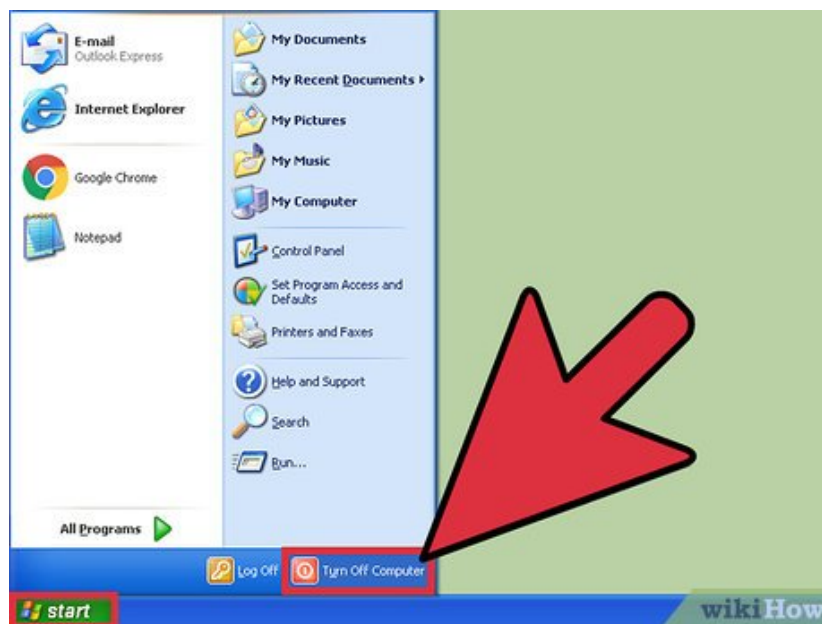 E-mail
Outlook Express
Internet Explorer
Google Chrome
Notepad
All Programs
My Documents
My Recent Documents
My Pictures
My Music
My Computer
Control Panel
Set Program Access and
Defaults
Printers and Faxes
Help and Support
Search
Run...
Log Off
Turn Off Computer
start
wikiHow